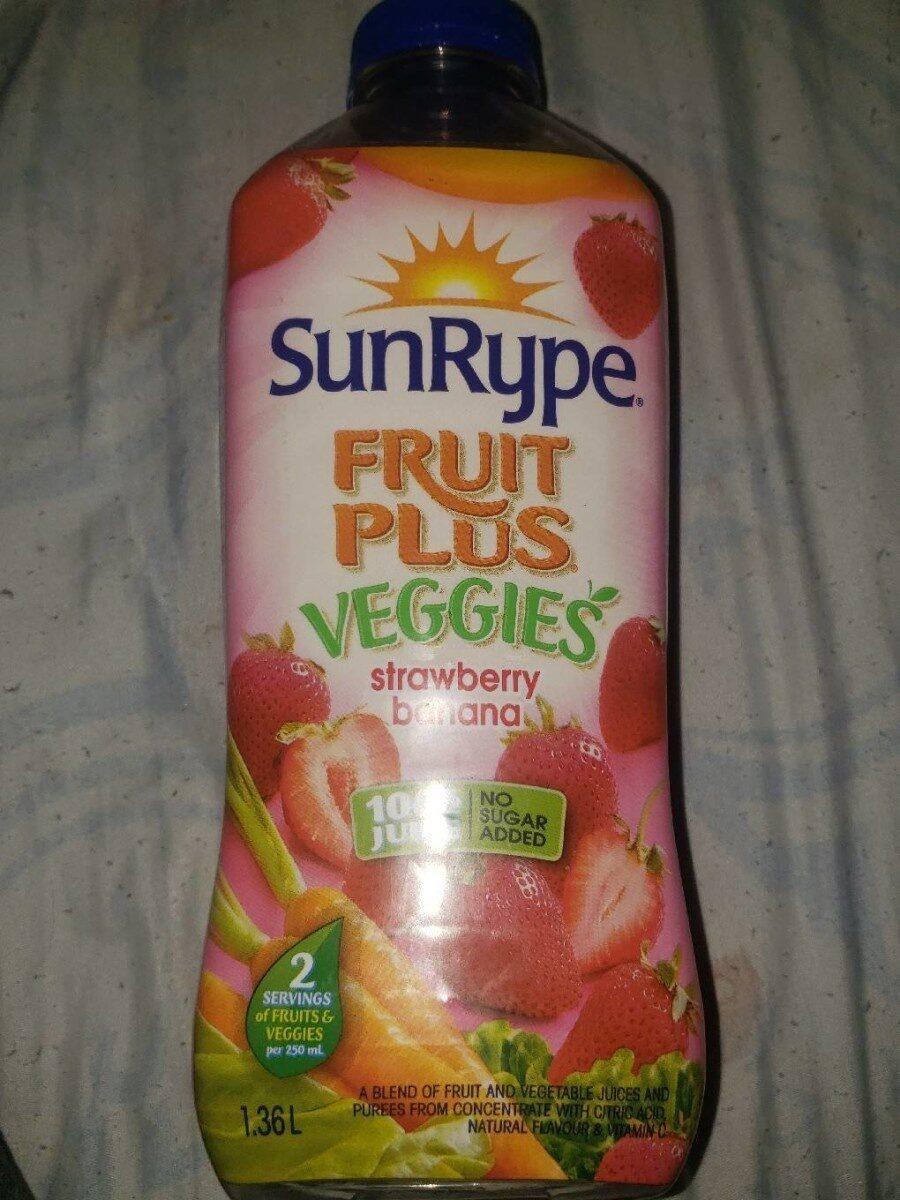 SunRype®
FRUIT
PLUS
VEGGIES
strawberry
banana
100%
JUICE
NO
SUGAR
ADDED
2
SERVINGS
of FRUITS &
VEGGIES
per 250 mL
1.36 L
A BLEND OF FRUIT AND VEGETABLE JUICES AND
PUREES FROM CONCENTRATE WITH CITRIC ACID,
NATURAL FLAVOUR & VITAMIN C